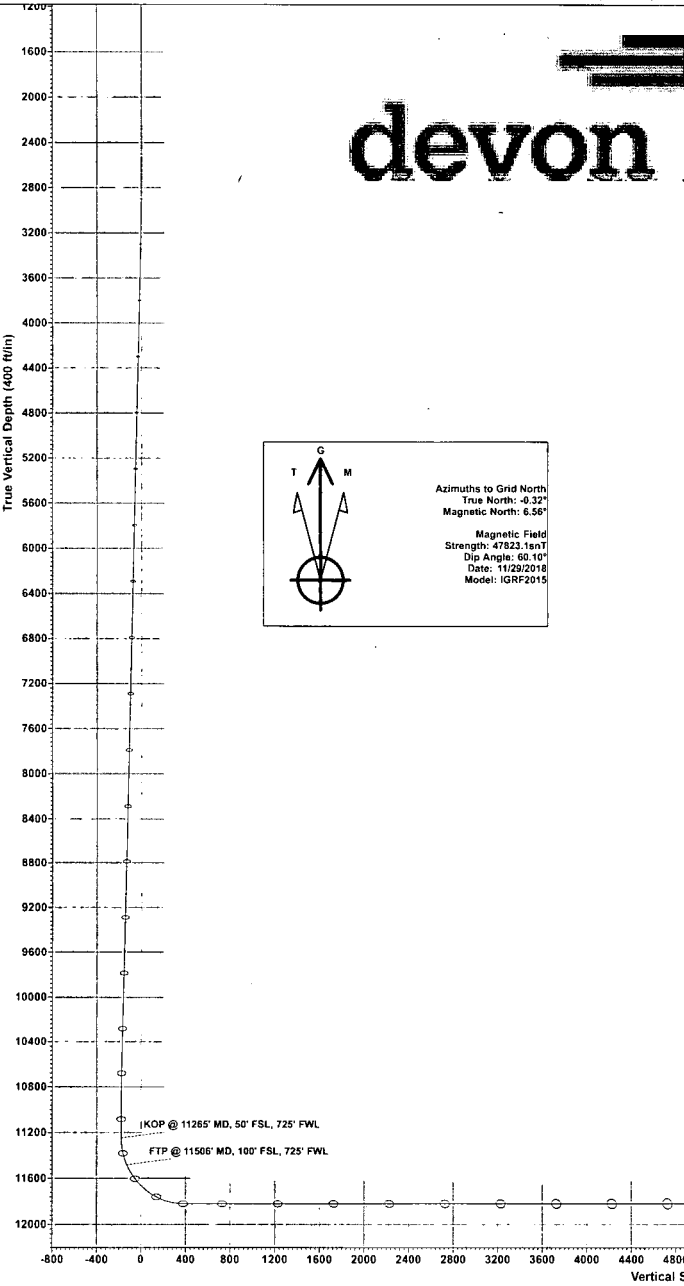 1200
1600
2000
2400
2800
3200
3600
4000
4400
4800
5200
5600
6000
6400
6800
7200
7600
8000
8400
8800
9200
9600
10000
10400
10800
11200
11600
12000
True Vertical Depth (400 ft/in)
devon
G
T M
Azimuths to Grid North
True North: -0.32°
Magnetic North: 6.56°
Magnetic Field
Strength: 47823.1snT
Dip Angle: 60.10°
Date: 11/29/2018
Model: IGRF2015
KOP @ 11265' MD, 50' FSL, 725' FWL
FTP @ 11506' MD, 100' FSL, 725' FWL
-800 -400 0 400 800 1200 1600 2000 2400 2800 3200 3600 4000 4400 4800
Vertical S